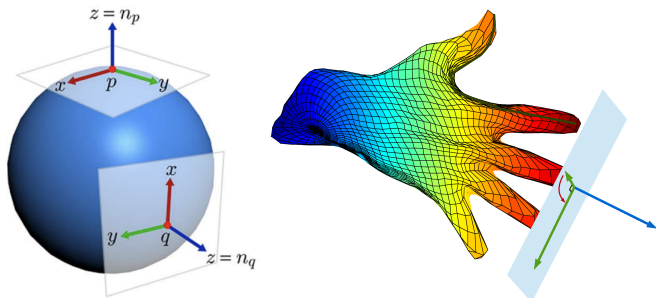 z = n_p
x p y
x
y q
z = n_q